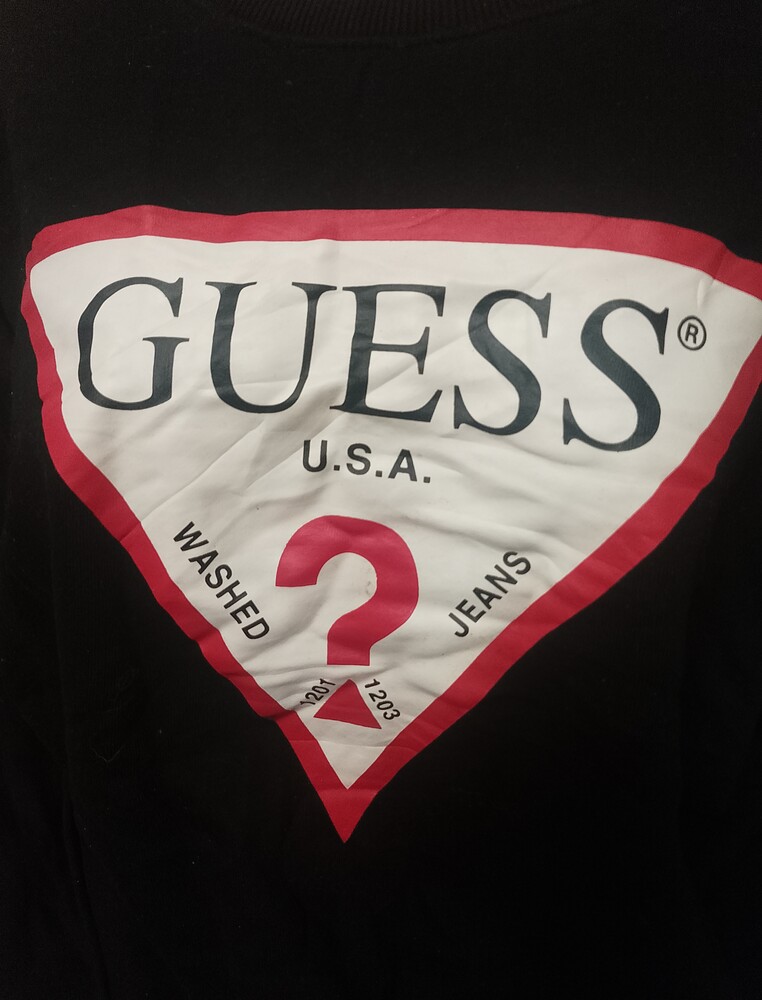 GUESS®
U.S.A.
?
WASHED JEANS
1201 1203